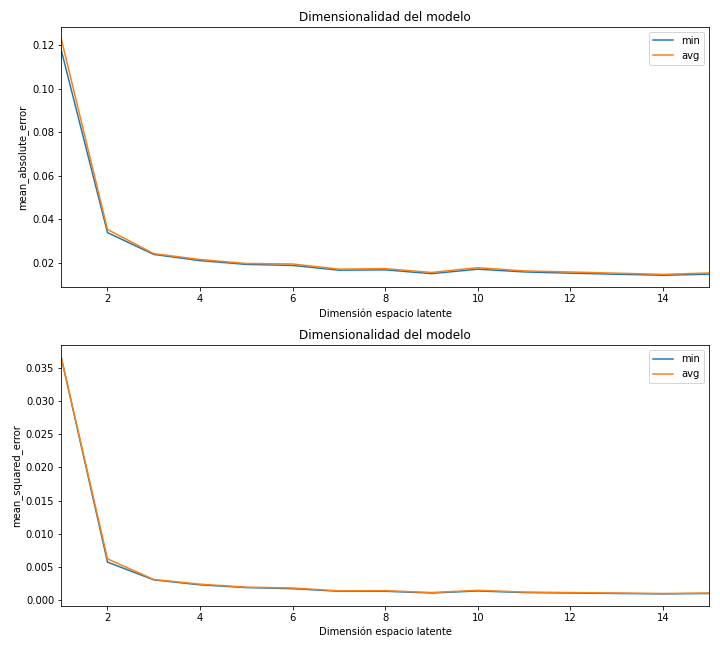 Dimensionalidad del modelo
min
avg
0.12
0.10
0.08
0.06
0.04
0.02
mean_absolute_error
2 4 6 8 10 12 14
Dimensión espacio latente
Dimensionalidad del modelo
min
avg
0.035
0.030
0.025
0.020
0.015
0.010
0.005
0.000
mean_squared_error
2 4 6 8 10 12 14
Dimensión espacio latente